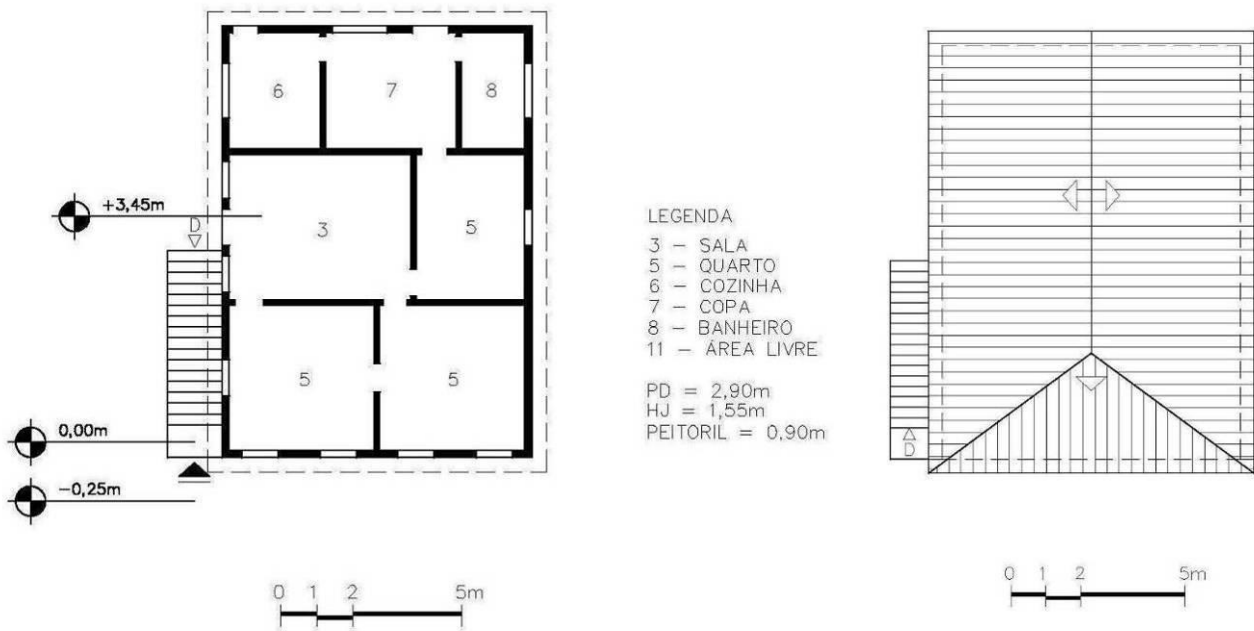 6
7
8
+3,45m
D
3
5
5
5
0,00m
-0,25m
0 1 2 5m
LEGENDA
3 – SALA
5 – QUARTO
6 – COZINHA
7 – COPA
8 – BANHEIRO
11 – ÁREA LIVRE
PD = 2,90m
HJ = 1,55m
PEITORIL = 0,90m
D
0 1 2 5m